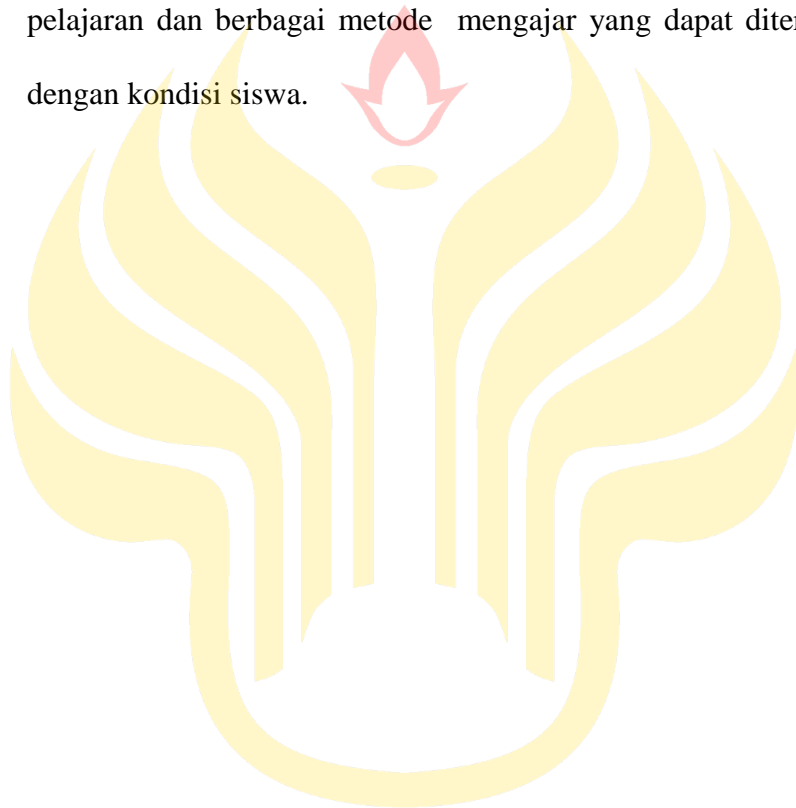 pelajaran dan berbagai metode mengajar yang dapat
dengan kondisi siswa.